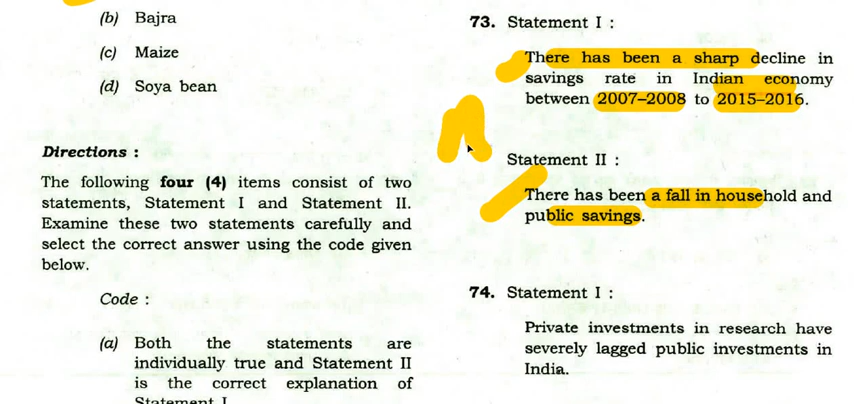 (b) Bajra
(c) Maize
(d) Soya bean
Directions :
The following four (4) items consist of two
statements, Statement I and Statement II.
Examine these two statements carefully and
select the correct answer using the code given
below.
Code :
(a) Both the statements are
individually true and Statement II
is the correct explanation of
Statement I
73. Statement I :
There has been a sharp decline in
savings rate in Indian economy
between 2007–2008 to 2015–2016.
Statement II :
There has been a fall in household and
public savings.
74. Statement I :
Private investments in research have
severely lagged public investments in
India.